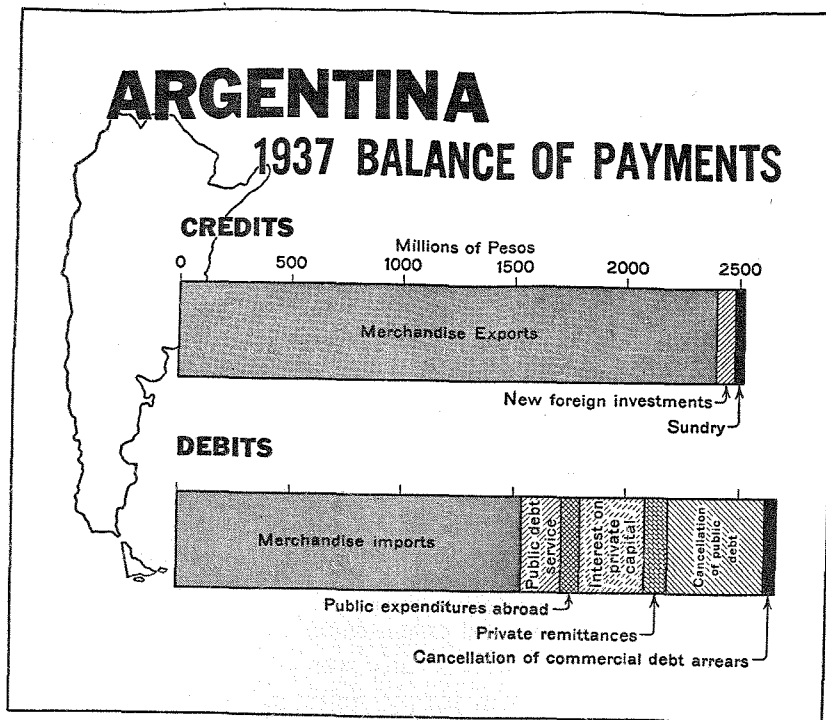 ARGENTINA
1937 BALANCE OF PAYMENTS
CREDITS
Millions of Pesos
0 500 1000 1500 2000 2500
Merchandise Exports
New foreign investments
Sundry
DEBITS
Merchandise imports
Public debt
service
Interest on
private
capital
Cancellation
of public
debt
Public expenditures abroad
Private remittances
Cancellation of commercial debt arrears